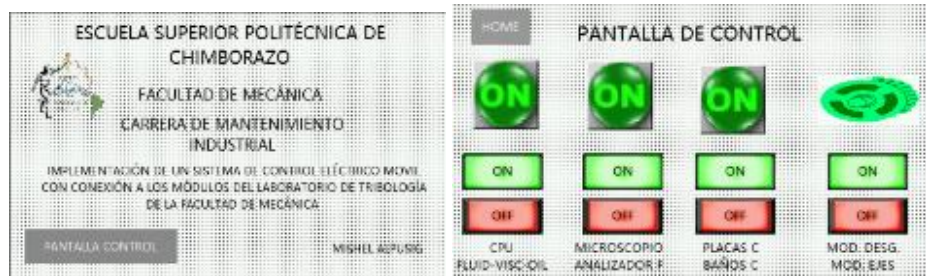 ESCUELA SUPERIOR POLITÉCNICA DE
CHIMBORAZO
FACULTAD DE MECÁNICA
CARRERA DE MANTENIMIENTO
INDUSTRIAL
IMPLEMENTACIÓN DE UN SISTEMA DE CONTROL ELÉCTRICO MOVIL
CON CONEXIÓN A LOS MÓDULOS DEL LABORATORIO DE TRIBOLOGÍA
DE LA FACULTAD DE MECÁNICA
PANTALLA CONTROL
MISHEL
HOME
PANTALLA DE CONTROL
ON ON ON
ON ON ON ON
OFF OFF OFF OFF
CPU MICROSCOPIO PLACAS C MOD. DESG.
FLUID-VISC-OIL ANALIZADOR F BAÑOS C MOD. EJES